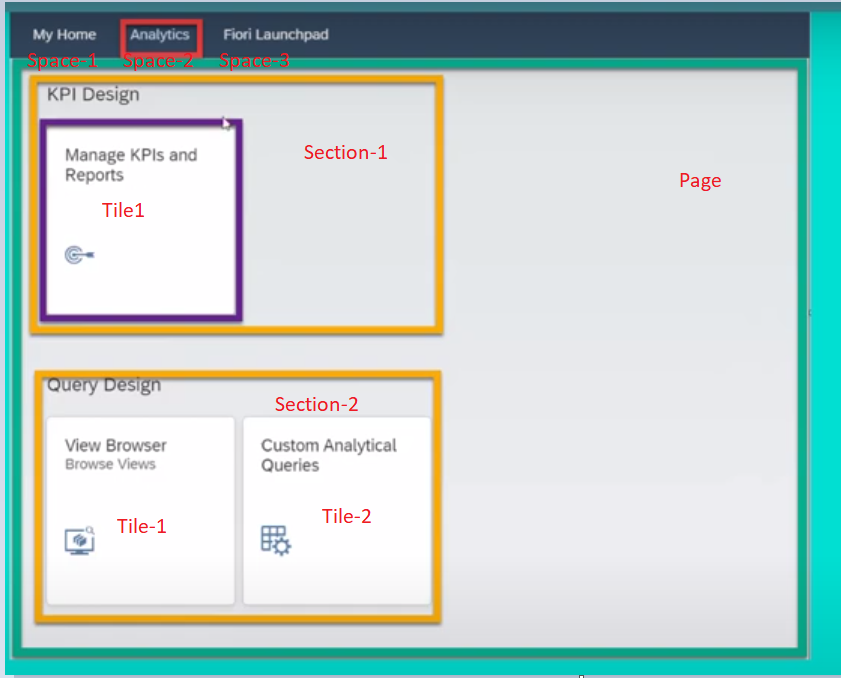 My Home Analytics Fiori Launchpad
Space-1 Space-2 Space-3
KPI Design
Section-1
Manage KPIs and
Reports
Page
Tile1
Query Design
Section-2
View Browser
Browse Views
Custom Analytical
Queries
Tile-1
Tile-2